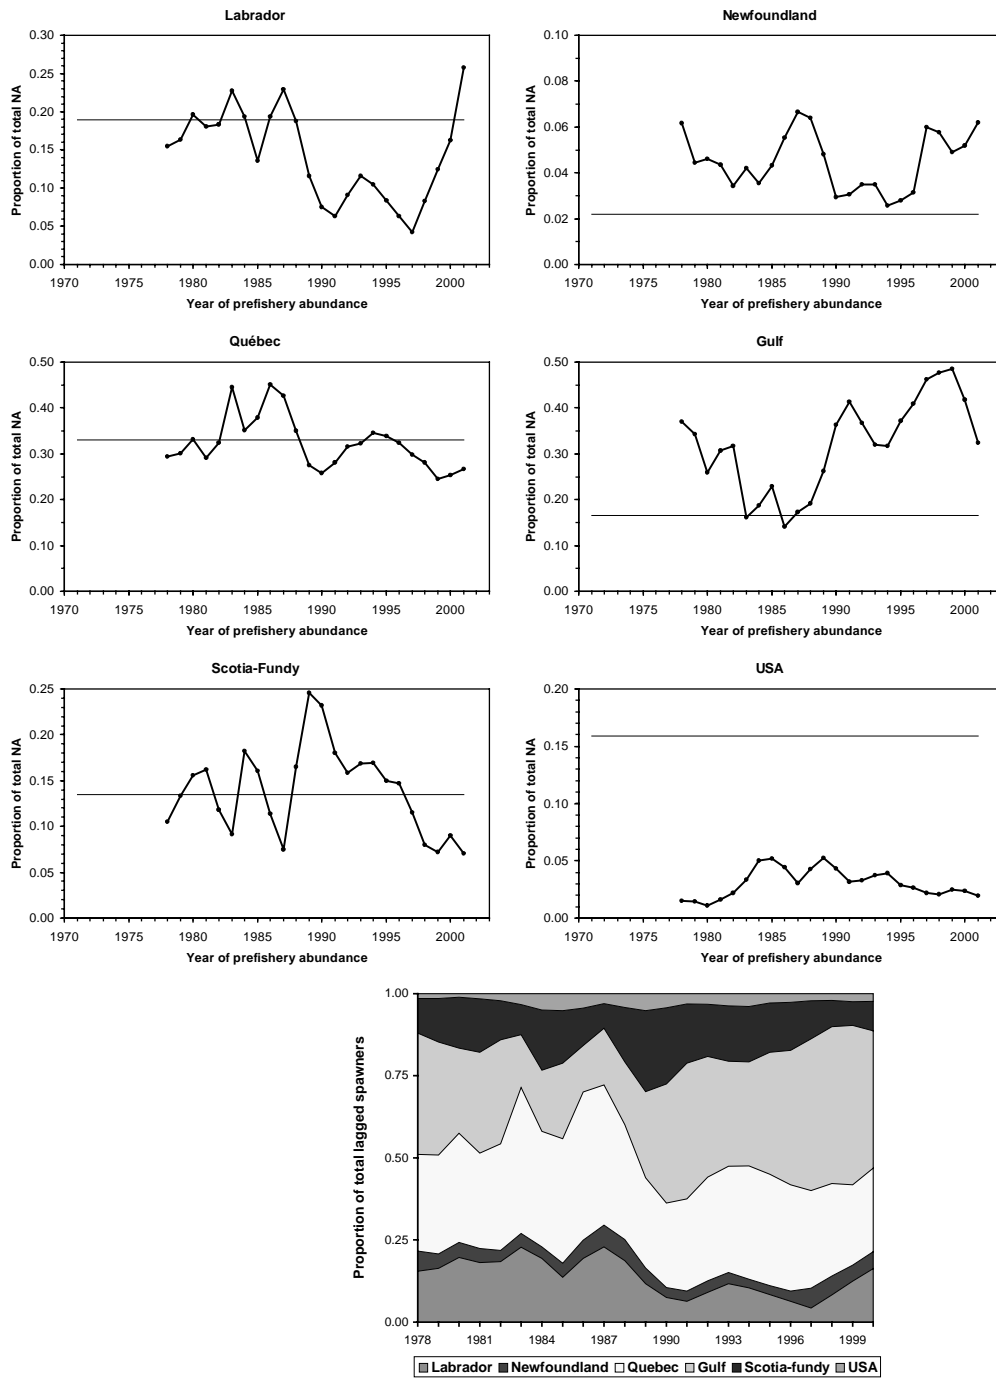 Labrador
Proportion of total NA
0.30
0.25
0.20
0.15
0.10
0.05
0.00
1970 1975 1980 1985 1990 1995 2000
Year of prefishery abundance
Newfoundland
Proportion of total NA
0.10
0.08
0.06
0.04
0.02
0.00
1970 1975 1980 1985 1990 1995 2000
Year of prefishery abundance
Québec
Proportion of total NA
0.50
0.40
0.30
0.20
0.10
0.00
1970 1975 1980 1985 1990 1995 2000
Year of prefishery abundance
Gulf
Proportion of total NA
0.50
0.40
0.30
0.20
0.10
0.00
1970 1975 1980 1985 1990 1995 2000
Year of prefishery abundance
Scotia-Fundy
Proportion of total NA
0.25
0.20
0.15
0.10
0.05
0.00
1970 1975 1980 1985 1990 1995 2000
Year of prefishery abundance
USA
Proportion of total NA
0.20
0.15
0.10
0.05
0.00
1970 1975 1980 1985 1990 1995 2000
Year of prefishery abundance
Proportion of total lagged spawners
1.00
0.75
0.50
0.25
0.00
1978 1981 1984 1987 1990 1993 1996 1999
Labrador Newfoundland Quebec Gulf Scotia-fundy USA